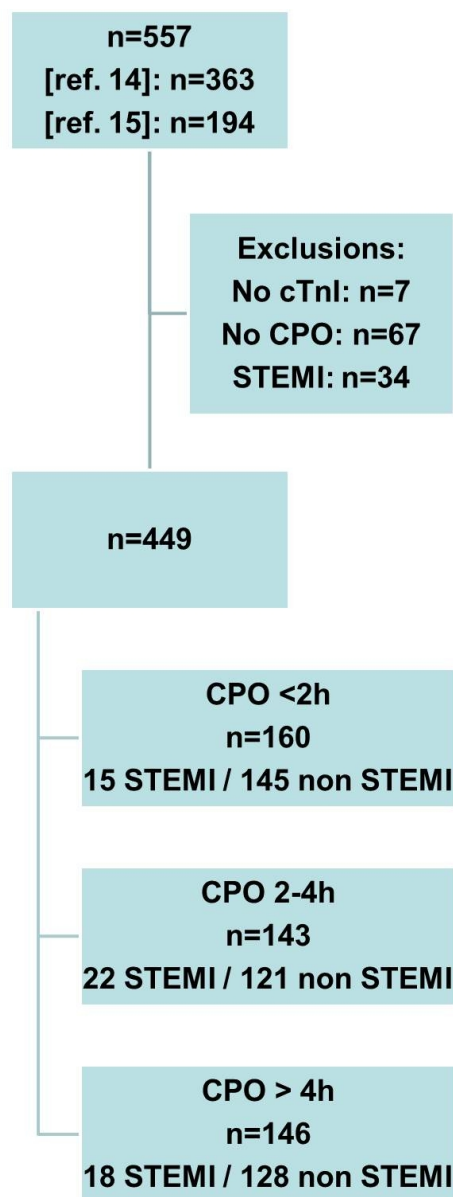 n=557
[ref. 14]: n=363
[ref. 15]: n=194
Exclusions:
No cTnI: n=7
No CPO: n=67
STEMI: n=34
n=449
CPO <2h
n=160
15 STEMI / 145 non STEMI
CPO 2-4h
n=143
22 STEMI / 121 non STEMI
CPO > 4h
n=146
18 STEMI / 128 non STEMI